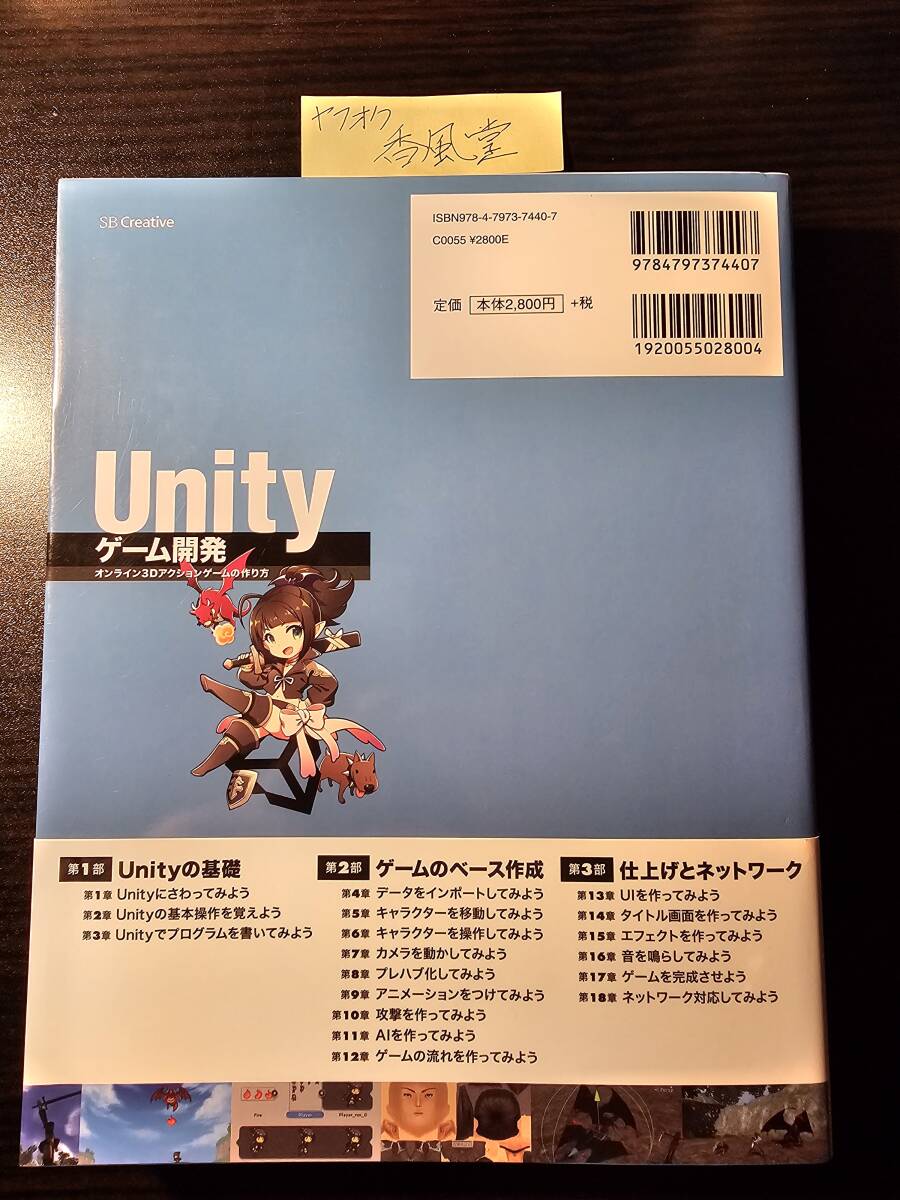 ヤフオク
香風堂
SB Creative
ISBN978-4-7973-7440-7
C0055 ¥2800E
9784797374407
定価 本体2,800円 +税
1920055028004
Unity
ゲーム開発
オンライン3Dアクションゲームの作り方
第1部 Unityの基礎
第1章 Unityにさわってみよう
第2章 Unityの基本操作を覚えよう
第3章 Unityでプログラムを書いてみよう
第2部 ゲームのベース作成
第4章 データをインポートしてみよう
第5章 キャラクターを移動してみよう
第6章 キャラクターを操作してみよう
第7章 カメラを動かしてみよう
第8章 プレハブ化してみよう
第9章 アニメーションをつけてみよう
第10章 攻撃を作ってみよう
第11章 AIを作ってみよう
第12章 ゲームの流れを作ってみよう
第3部 仕上げとネットワーク
第13章 UIを作ってみよう
第14章 タイトル画面を作ってみよう
第15章 エフェクトを作ってみよう
第16章 音を鳴らしてみよう
第17章 ゲームを完成させよう
第18章 ネットワーク対応してみよう
Fire
Player
Player_nor_0